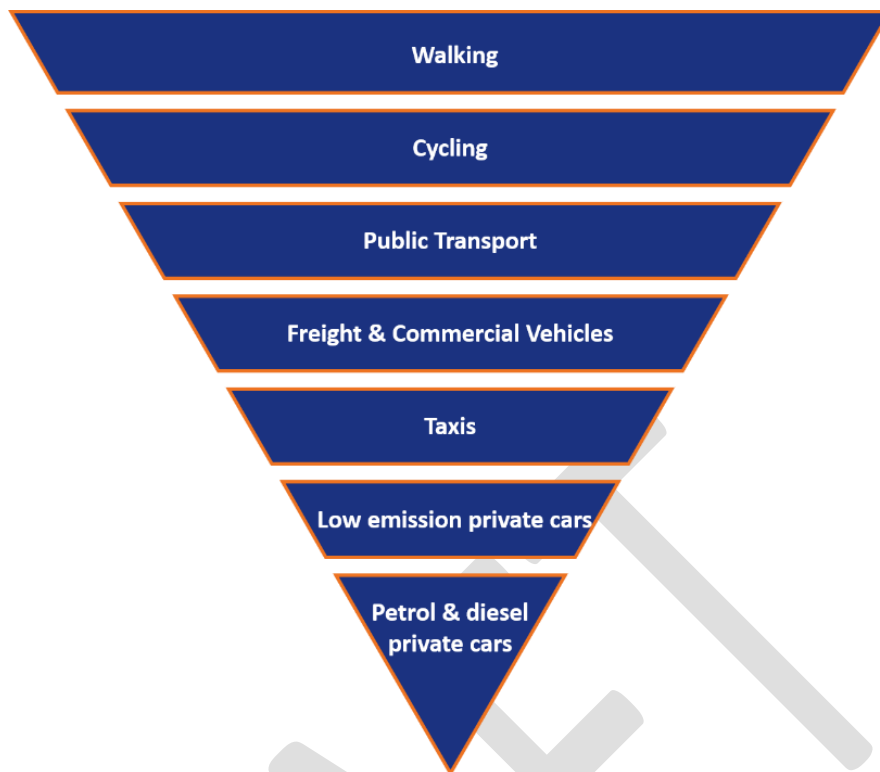 Walking
Cycling
Public Transport
Freight & Commercial Vehicles
Taxis
Low emission private cars
Petrol & diesel
private cars